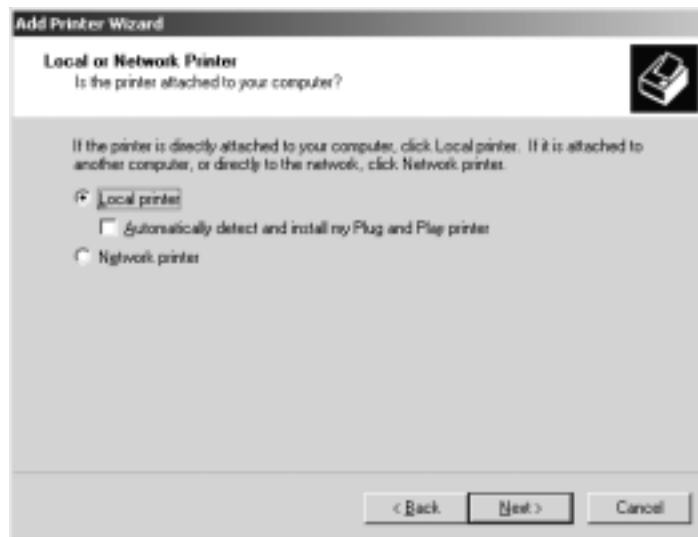 Add Printer Wizard
Local or Network Printer
Is the printer attached to your computer?
If the printer is directly attached to your computer, click Local printer. If it is attached to
another computer, or directly to the network, click Network printer.
Local printer
Automatically detect and install my Plug and Play printer
Network printer
< Back
Next >
Cancel